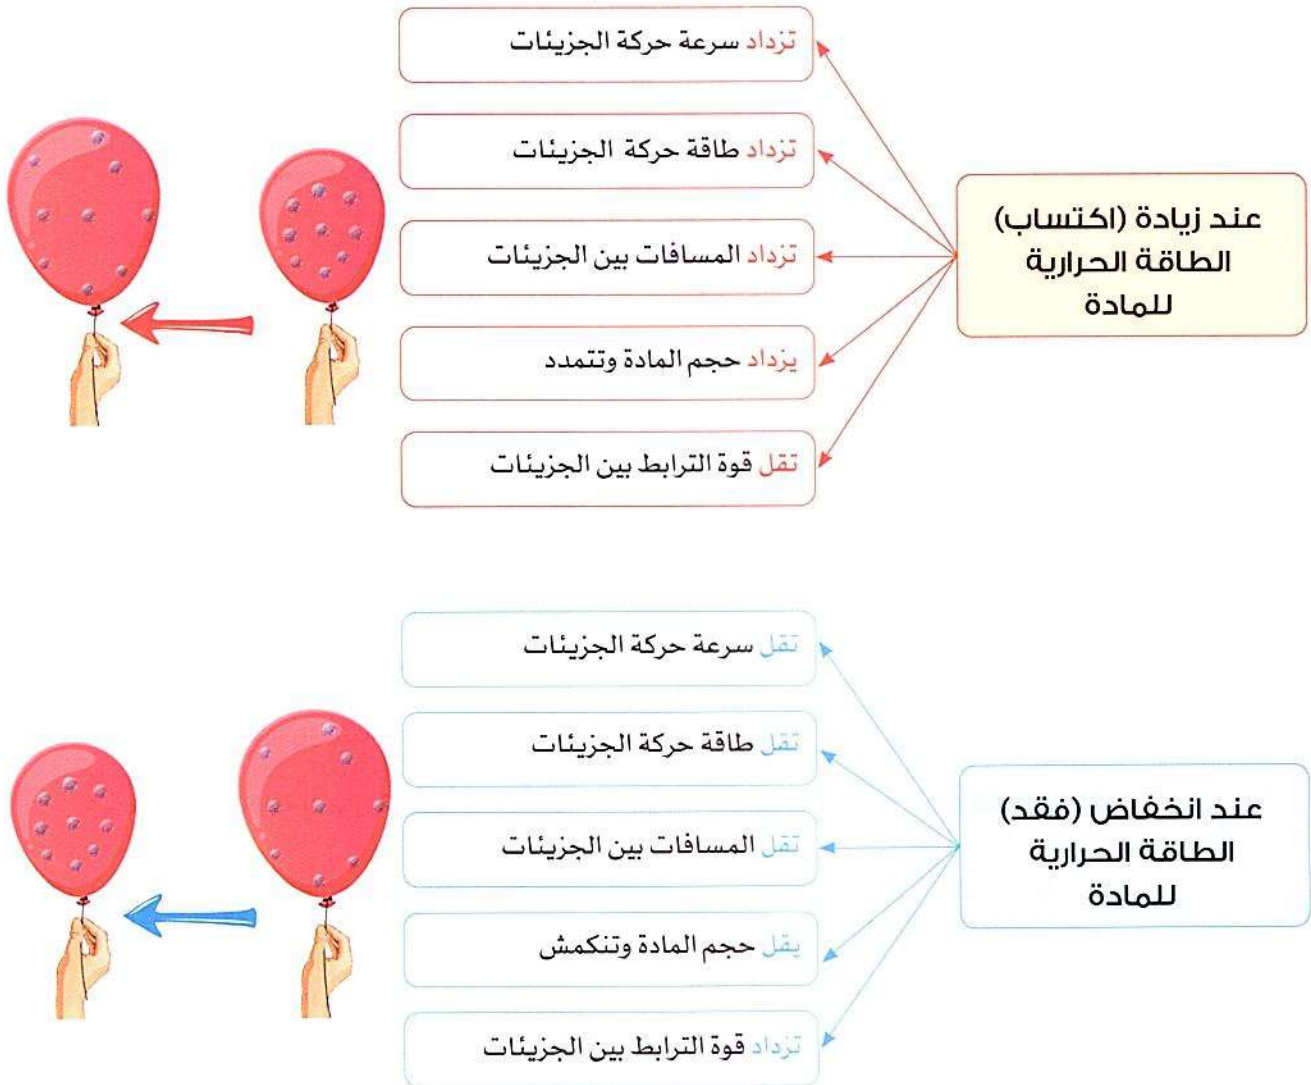 عند زيادة (اكتساب)
الطاقة الحرارية
للمادة
تزداد سرعة حركة الجزيئات
تزداد طاقة حركة الجزيئات
تزداد المسافات بين الجزيئات
يزداد حجم المادة وتتمدد
تقل قوة الترابط بين الجزيئات
عند انخفاض (فقد)
الطاقة الحرارية
للمادة
تقل سرعة حركة الجزيئات
تقل طاقة حركة الجزيئات
تقل المسافات بين الجزيئات
يقل حجم المادة وتنكمش
تزداد قوة الترابط بين الجزيئات